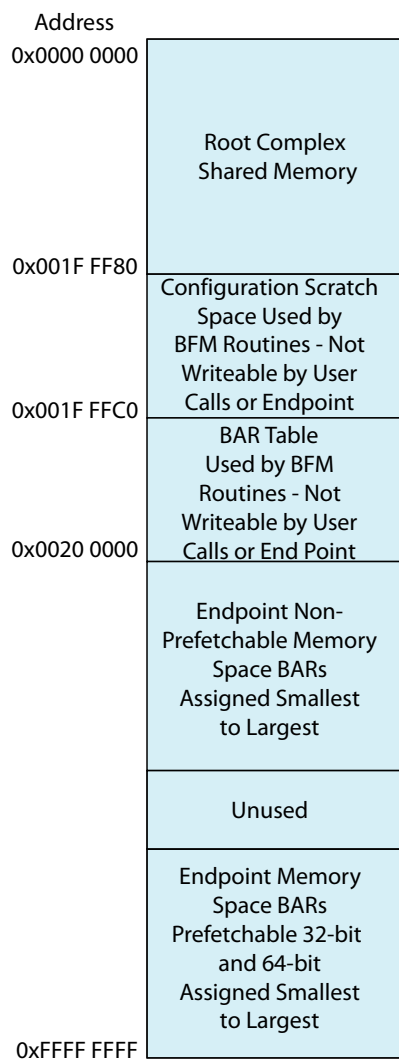 Address
0x0000 0000
Root Complex
Shared Memory
0x001F FF80
Configuration Scratch
Space Used by
BFM Routines - Not
Writeable by User
Calls or Endpoint
0x001F FFC0
BAR Table
Used by BFM
Routines - Not
Writeable by User
Calls or End Point
0x0020 0000
Endpoint Non-
Prefetchable Memory
Space BARs
Assigned Smallest
to Largest
Unused
Endpoint Memory
Space BARs
Prefetchable 32-bit
and 64-bit
Assigned Smallest
to Largest
0xFFFF FFFF